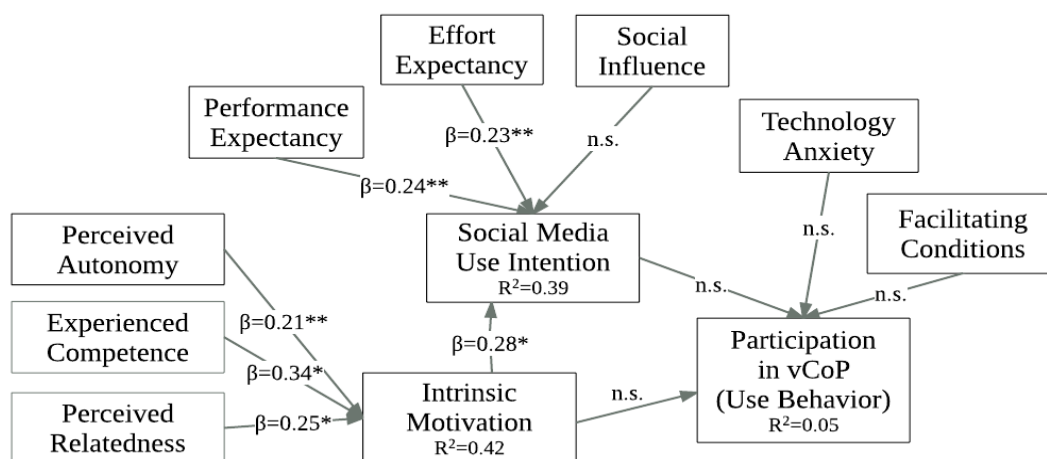 Effort
Expectancy
Social
Influence
Performance
Expectancy
Technology
Anxiety
β=0.23**
n.s.
β=0.24**
Perceived
Autonomy
Social Media
Use Intention
R²=0.39
n.s.
Facilitating
Conditions
n.s.
n.s.
Experienced
Competence
β=0.21**
β=0.34*
β=0.28*
Participation
in vCoP
(Use Behavior)
R²=0.05
Perceived
Relatedness
β=0.25*
Intrinsic
Motivation
R²=0.42
n.s.